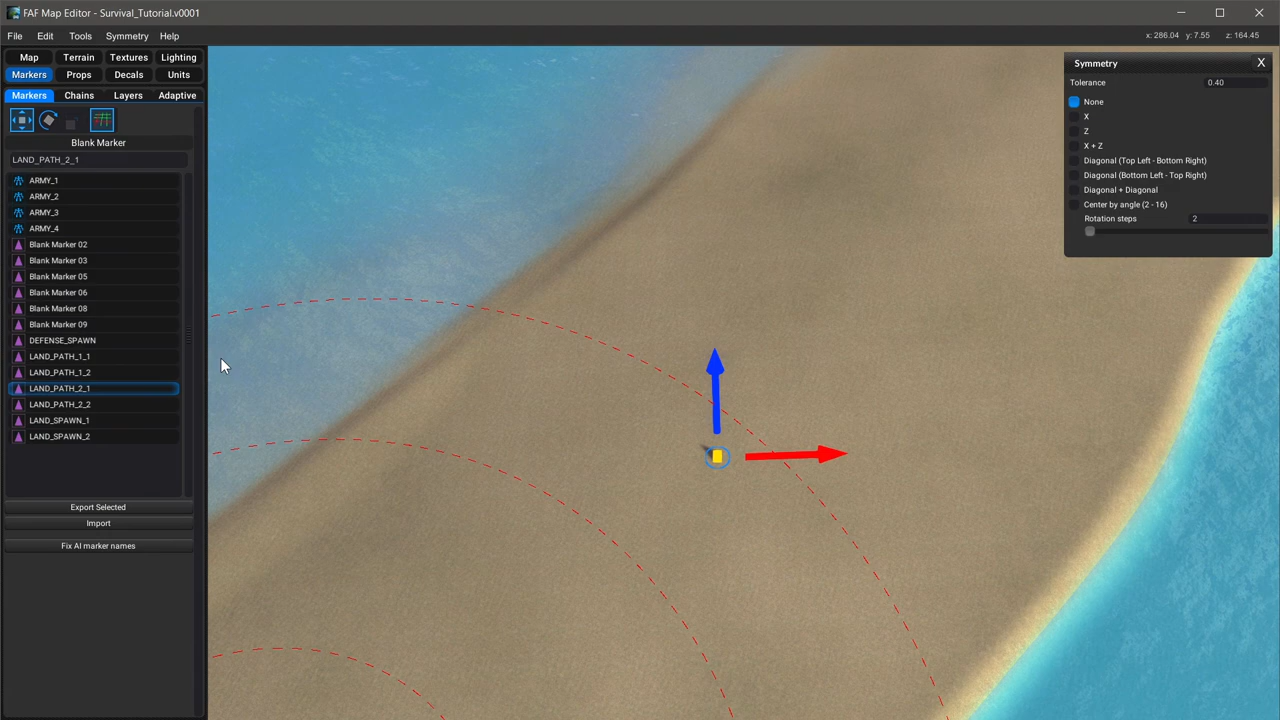 FAF Map Editor - Survival_Tutorial.v0001
File Edit Tools Symmetry Help
x: 286.04 y: 7.55 z: 164.45
Map Terrain Textures Lighting
Markers Props Decals Units
Markers Chains Layers Adaptive
Blank Marker
LAND_PATH_2_1
ARMY_1
ARMY_2
ARMY_3
ARMY_4
Blank Marker 02
Blank Marker 03
Blank Marker 05
Blank Marker 06
Blank Marker 08
Blank Marker 09
DEFENSE_SPAWN
LAND_PATH_1_1
LAND_PATH_1_2
LAND_PATH_2_1
LAND_PATH_2_2
LAND_SPAWN_1
LAND_SPAWN_2
Export Selected
Import
Fix AI marker names
Symmetry X
Tolerance 0.40
None
X
Z
X + Z
Diagonal (Top Left - Bottom Right)
Diagonal (Bottom Left - Top Right)
Diagonal + Diagonal
Center by angle (2 - 16)
Rotation steps 2